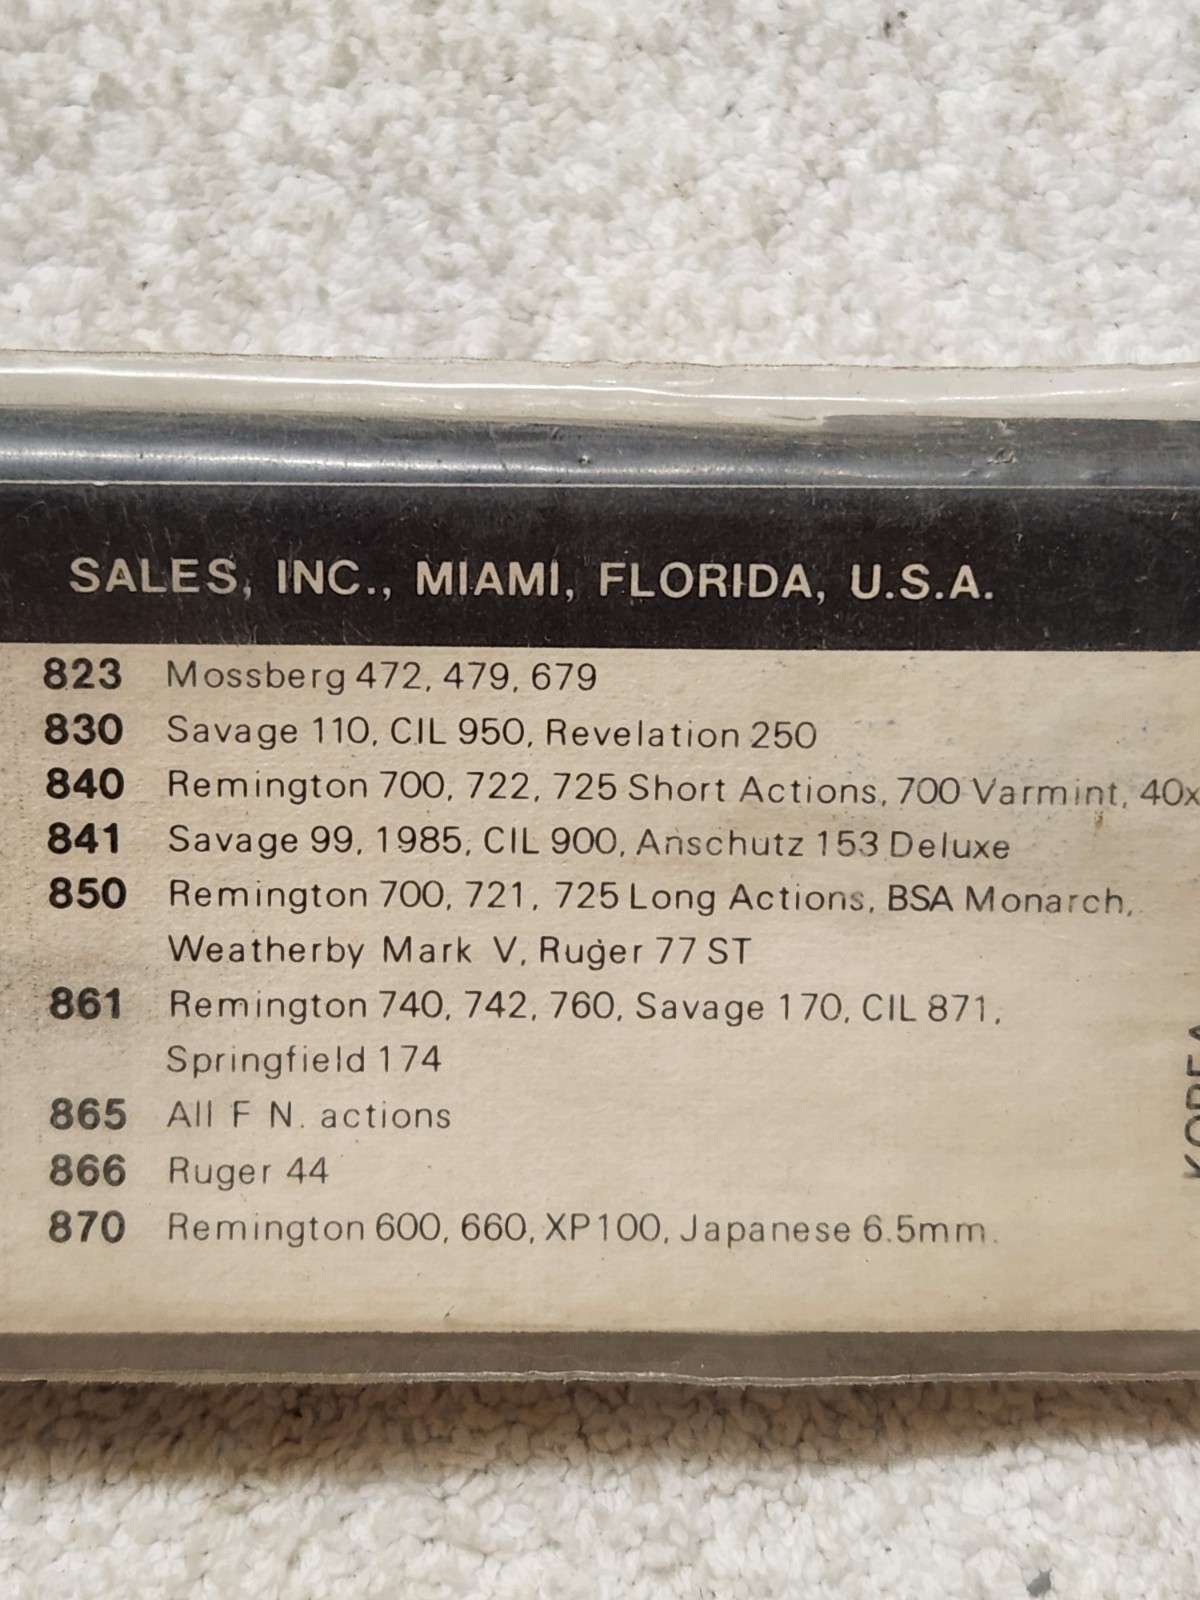 SALES, INC., MIAMI, FLORIDA, U.S.A.
823 Mossberg 472, 479, 679
830 Savage 110, CIL 950, Revelation 250
840 Remington 700, 722, 725 Short Actions, 700 Varmint, 40x
841 Savage 99, 1985, CIL 900, Anschutz 153 Deluxe
850 Remington 700, 721, 725 Long Actions, BSA Monarch,
Weatherby Mark V, Ruger 77 ST
861 Remington 740, 742, 760, Savage 170, CIL 871,
Springfield 174
865 All F N. actions
866 Ruger 44
870 Remington 600, 660, XP100, Japanese 6.5mm.
KOREA